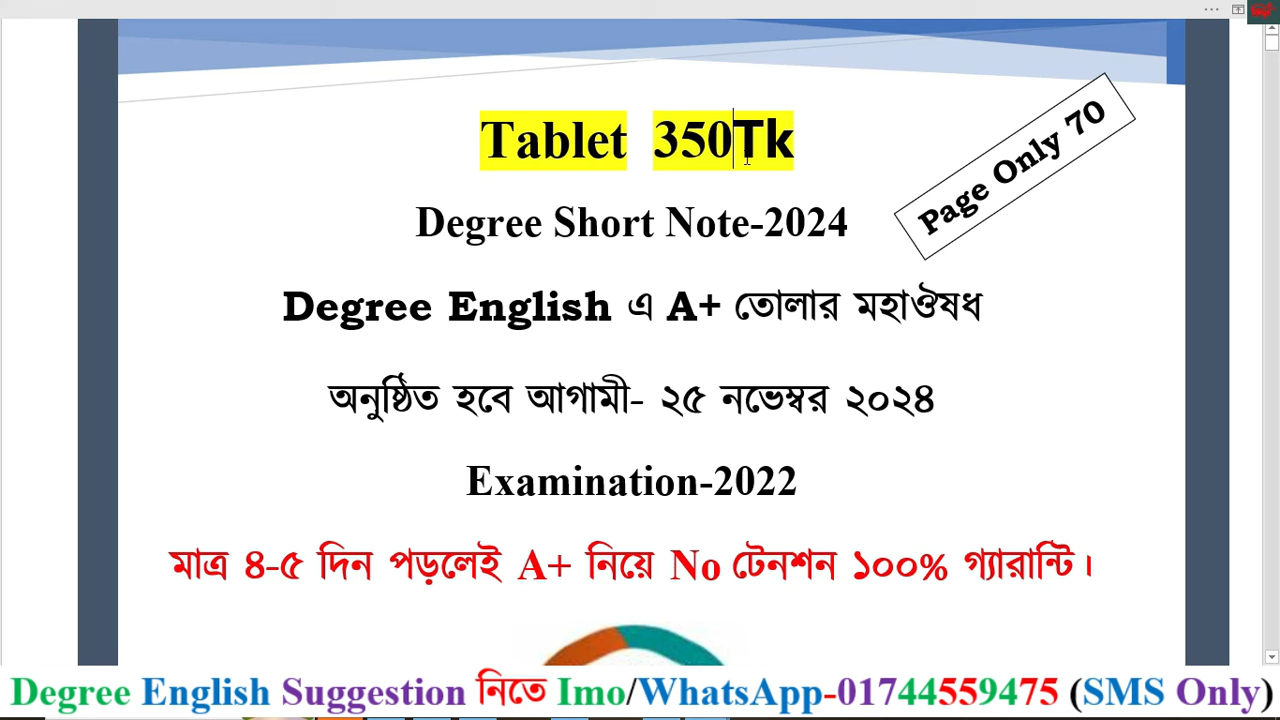 Tablet 350Tk
Page Only 70
Degree Short Note-2024
Degree English এ A+ তোলার মহাঔষধ
অনুষ্ঠিত হবে আগামী- ২৫ নভেম্বর ২০২৪
Examination-2022
মাত্র ৪-৫ দিন পড়লেই A+ নিয়ে No টেনশন ১০০% গ্যারান্টি।
Degree English Suggestion নিতে Imo/WhatsApp-01744559475 (SMS Only)